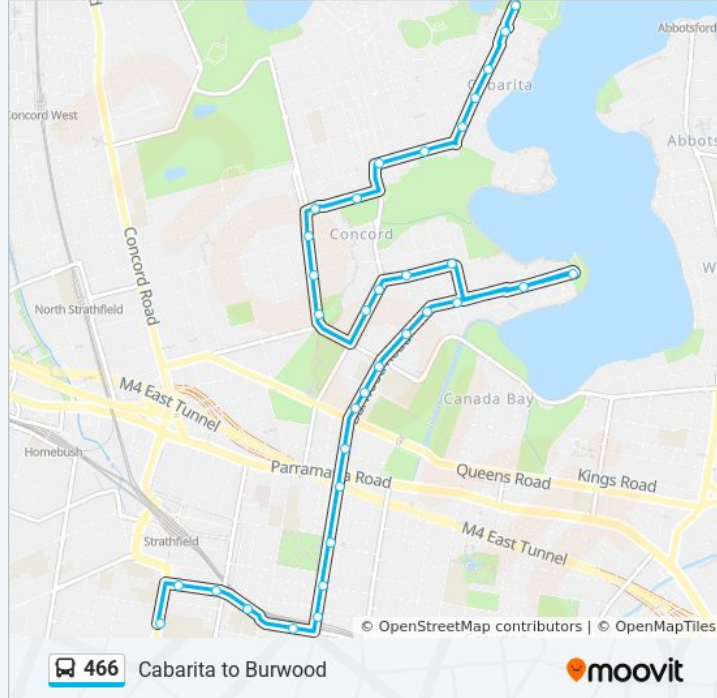 Abbotsford
Cabarita
oncord West
Abbots
Concord
W
Concord Road
North Strathfield
M4 East Tunnel
Canada Bay
Homebush
Parramatta Road
Queens Road
Kings Road
M4 East Tunnel
Strathfield
© OpenStreetMap contributors | © OpenMapTiles
466 Cabarita to Burwood
moovit